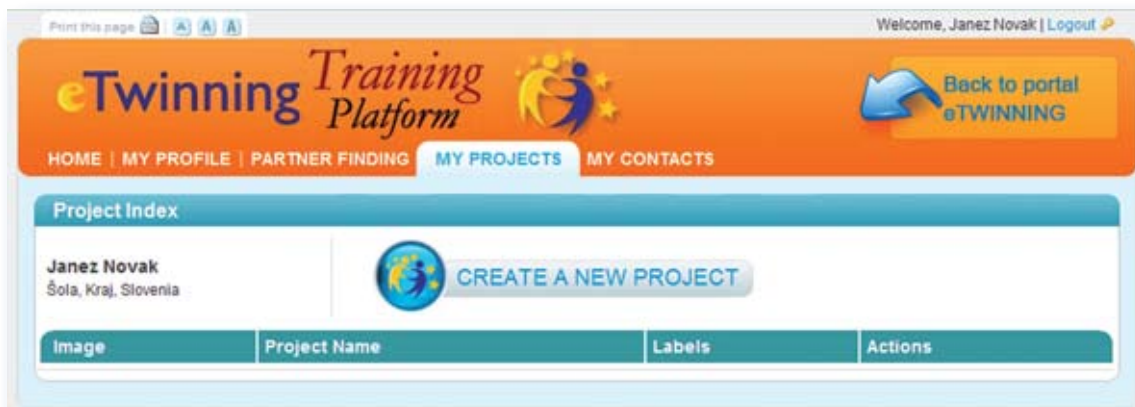 Print this page A A A Welcome, Janez Novak | Logout
eTwinning Training Platform
Back to portal
eTWINNING
HOME | MY PROFILE | PARTNER FINDING MY PROJECTS MY CONTACTS
Project Index
Janez Novak
Šola, Kraj, Slovenia
CREATE A NEW PROJECT
Image Project Name Labels Actions